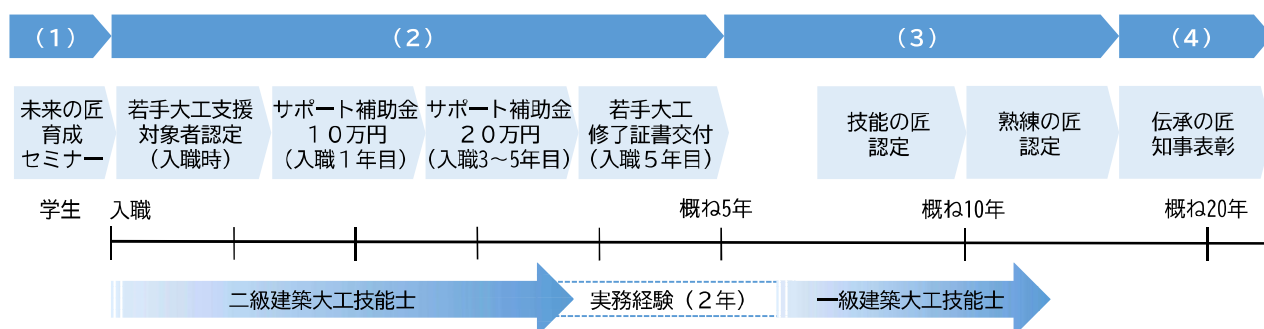 （１）
（２）
（３）
（４）
未来の匠
育成
セミナー
若手大工支援
対象者認定
（入職時）
サポート補助金
１０万円
（入職１年目）
サポート補助金
２０万円
（入職3～5年目）
若手大工
修了証書交付
（入職５年目）
技能の匠
認定
熟練の匠
認定
伝承の匠
知事表彰
学生
入職
概ね5年
概ね10年
概ね20年
二級建築大工技能士
実務経験（２年）
一級建築大工技能士